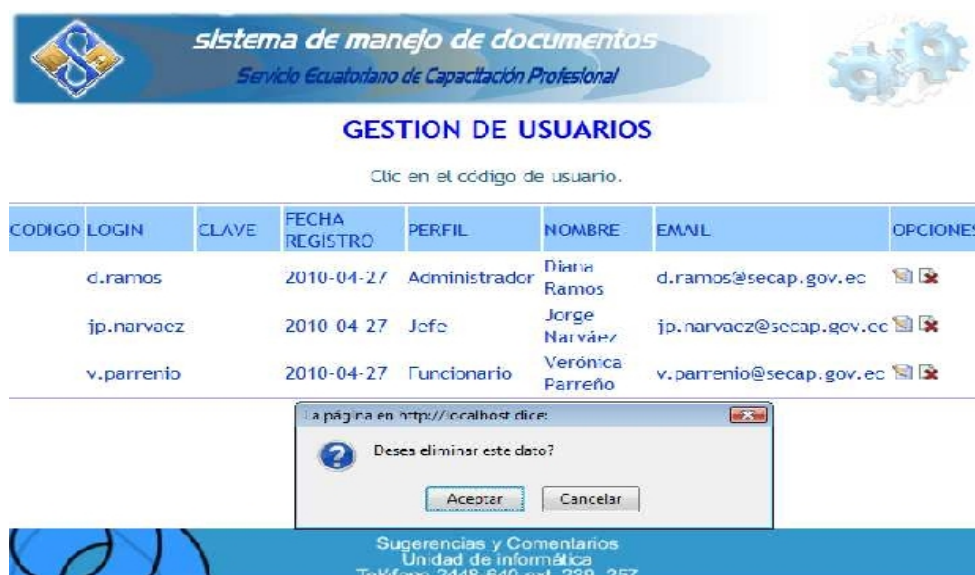 sistema de manejo de documentos
Servicio Ecuatoriano de Capacitación Profesional
GESTION DE USUARIOS
Clic en el código de usuario.
CODIGO LOGIN CLAVE FECHA REGISTRO PERFIL NOMBRE EMAIL OPCIONES
d.ramos 2010-04-27 Administrador Diana Ramos d.ramos@secap.gov.ec
jp.narvaez 2010-04-27 Jefe Jorge Narváez jp.narvaez@secap.gov.ec
v.parrenio 2010-04-27 Funcionario Verónica Parreño v.parrenio@secap.gov.ec
La página en http://localhost dice:
Desea eliminar este dato?
Aceptar Cancelar
Sugerencias y Comentarios
Unidad de informática